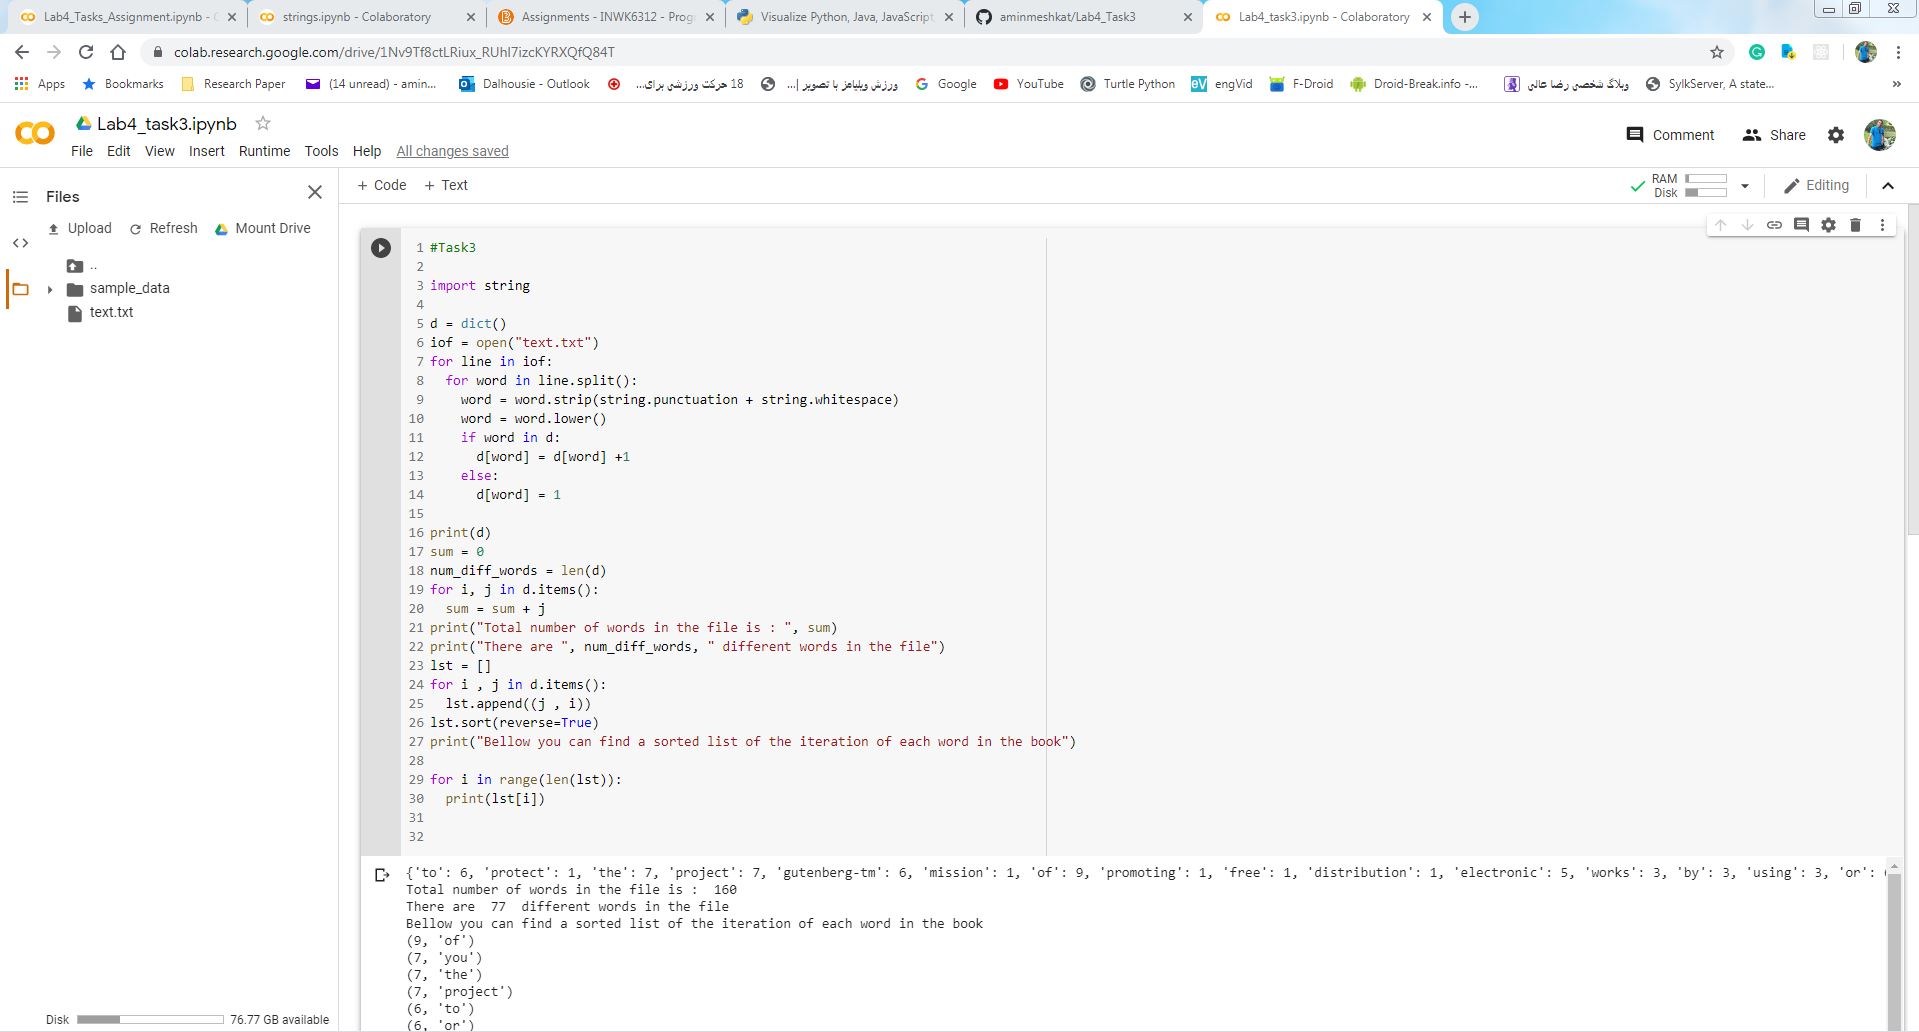 Lab4_Tasks_Assignment.ipynb - C
strings.ipynb - Colaboratory
Assignments - INWK6312 - Progr
Visualize Python, Java, JavaScript,
aminmeshkat/Lab4_Task3
Lab4_task3.ipynb - Colaboratory
colab.research.google.com/drive/1Nv9Tf8ctLRiux_RUhI7izcKYRXQfQ84T
Apps Bookmarks Research Paper (14 unread) - amin... Dalhousie - Outlook 18 حرکت ورزشی برای... ورزش ویلیامز با تصویر |... Google YouTube Turtle Python engVid F-Droid Droid-Break.info -... وبلاگ شخصی رضا عالی SylkServer, A state... »
Lab4_task3.ipynb
Comment Share
File Edit View Insert Runtime Tools Help All changes saved
Files
+ Code + Text
RAM
Disk
Editing
Upload Refresh Mount Drive
..
sample_data
text.txt
1 #Task3
2
3 import string
4
5 d = dict()
6 iof = open("text.txt")
7 for line in iof:
8 for word in line.split():
9 word = word.strip(string.punctuation + string.whitespace)
10 word = word.lower()
11 if word in d:
12 d[word] = d[word] +1
13 else:
14 d[word] = 1
15
16 print(d)
17 sum = 0
18 num_diff_words = len(d)
19 for i, j in d.items():
20 sum = sum + j
21 print("Total number of words in the file is : ", sum)
22 print("There are ", num_diff_words, " different words in the file")
23 lst = []
24 for i , j in d.items():
25 lst.append((j , i))
26 lst.sort(reverse=True)
27 print("Bellow you can find a sorted list of the iteration of each word in the book")
28
29 for i in range(len(lst)):
30 print(lst[i])
31
32
{'to': 6, 'protect': 1, 'the': 7, 'project': 7, 'gutenberg-tm': 6, 'mission': 1, 'of': 9, 'promoting': 1, 'free': 1, 'distribution': 1, 'electronic': 5, 'works': 3, 'by': 3, 'using': 3, 'or':
Total number of words in the file is :  160
There are  77  different words in the file
Bellow you can find a sorted list of the iteration of each word in the book
(9, 'of')
(7, 'you')
(7, 'the')
(7, 'project')
(6, 'to')
(6, 'or')
Disk 76.77 GB available